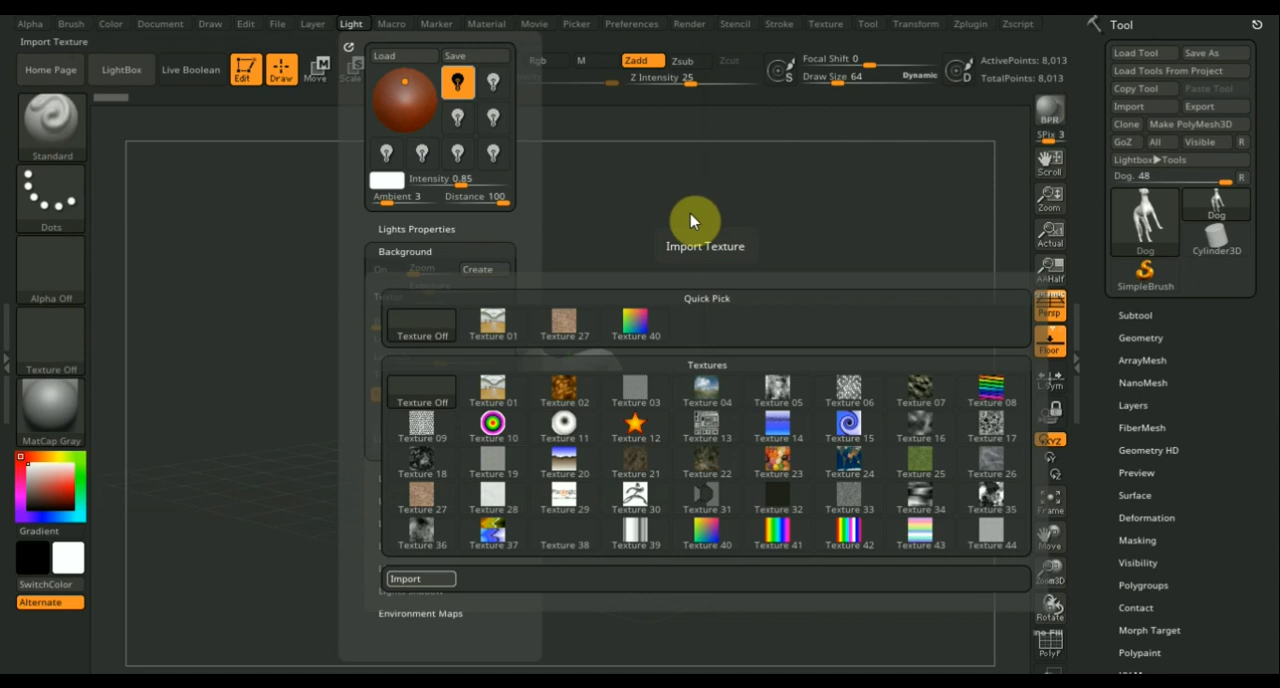 Alpha Brush Color Document Draw Edit File Layer Light Macro Marker Material Movie Picker Preferences Render Stencil Stroke Texture Tool Transform Zplugin Zscript
Import Texture
Home Page LightBox Live Boolean Edit Draw Move Scale
Load Save
Rgb M Zadd Zsub Zcut
Z Intensity 25
Focal Shift 0
Draw Size 64 Dynamic
ActivePoints: 8,013
TotalPoints: 8,013
Intensity 0.85
Ambient 3 Distance 100
Lights Properties
Background
On Zoom Create
Import Texture
Quick Pick
Texture Off Texture 01 Texture 27 Texture 40
Textures
Texture Off Texture 01 Texture 02 Texture 03 Texture 04 Texture 05 Texture 06 Texture 07 Texture 08
Texture 09 Texture 10 Texture 11 Texture 12 Texture 13 Texture 14 Texture 15 Texture 16 Texture 17
Texture 18 Texture 19 Texture 20 Texture 21 Texture 22 Texture 23 Texture 24 Texture 25 Texture 26
Texture 27 Texture 28 Texture 29 Texture 30 Texture 31 Texture 32 Texture 33 Texture 34 Texture 35
Texture 36 Texture 37 Texture 38 Texture 39 Texture 40 Texture 41 Texture 42 Texture 43 Texture 44
Import
Environment Maps
Standard
Dots
Alpha Off
Texture Off
MatCap Gray
Gradient
SwitchColor
Alternate
BPR
SPix 3
Scroll
Zoom
Actual
AAHalf
Persp
Floor
L.Sym
XYZ
Frame
Move
Zoom3D
Rotate
PolyF
Tool
Load Tool Save As
Load Tools From Project
Copy Tool Paste Tool
Import Export
Clone Make PolyMesh3D
GoZ All Visible R
Lightbox▶Tools
Dog. 48 R
Dog Dog
Cylinder3D
SimpleBrush
Subtool
Geometry
ArrayMesh
NanoMesh
Layers
FiberMesh
Geometry HD
Preview
Surface
Deformation
Masking
Visibility
Polygroups
Contact
Morph Target
Polypaint